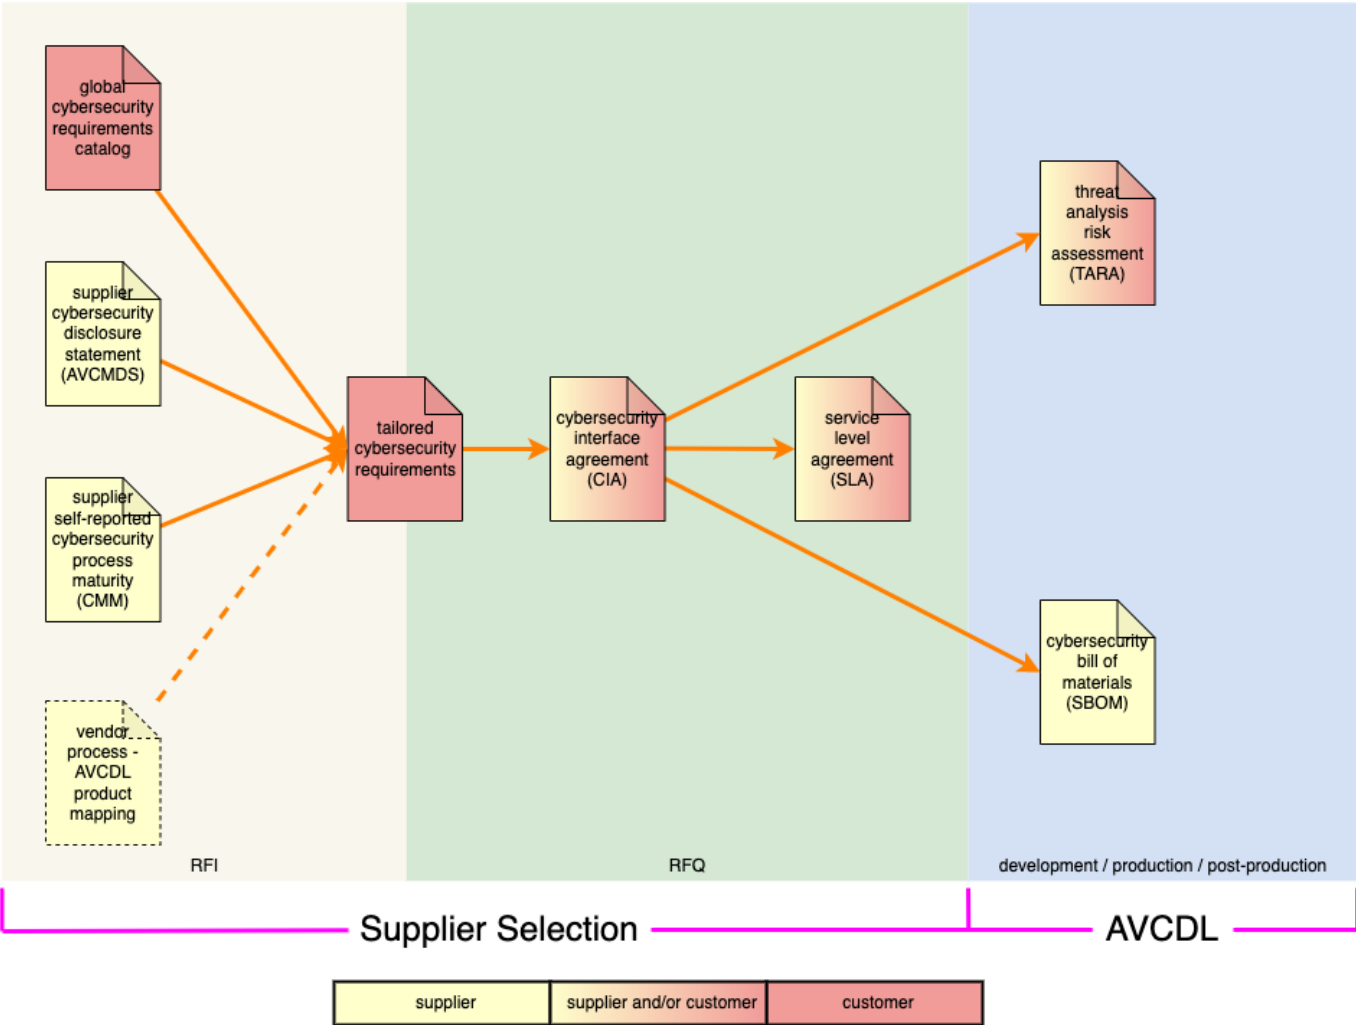 global
cybersecurity
requirements
catalog
supplier
cybersecurity
disclosure
statement
(AVCMDS)
supplier
self-reported
cybersecurity
process
maturity
(CMM)
vendor
process -
AVCDL
product
mapping
tailored
cybersecurity
requirements
cybersecurity
interface
agreement
(CIA)
service
level
agreement
(SLA)
threat
analysis
risk
assessment
(TARA)
cybersecurity
bill of
materials
(SBOM)
RFI
RFQ
development / production / post-production
Supplier Selection
AVCDL
supplier
supplier and/or customer
customer